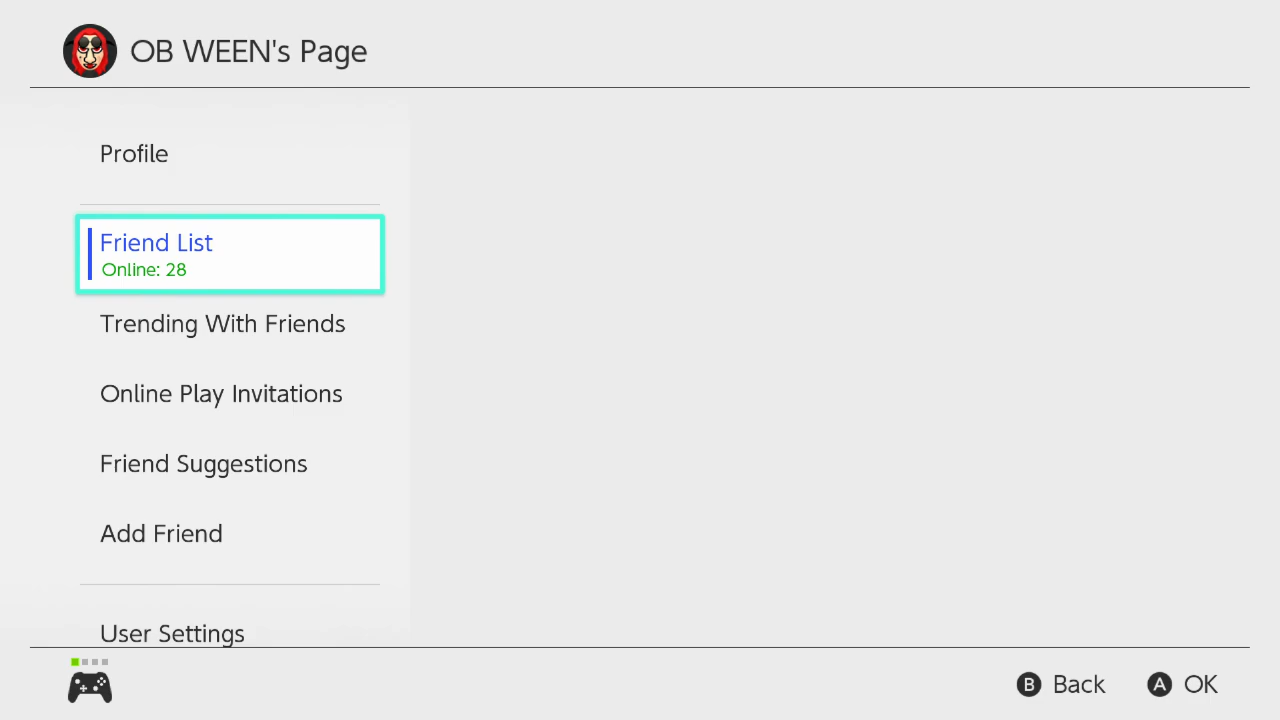 OB WEEN's Page
Profile
Friend List
Online: 28
Trending With Friends
Online Play Invitations
Friend Suggestions
Add Friend
User Settings
B Back A OK